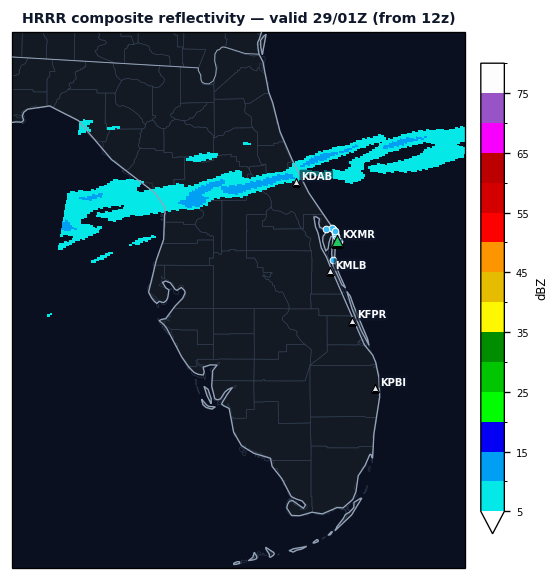 HRRR composite reflectivity — valid 29/01Z (from 12z)
75
65
55
45
35
25
15
5
dBZ
KDAB
KXMR
KMLB
KFPR
KPBI